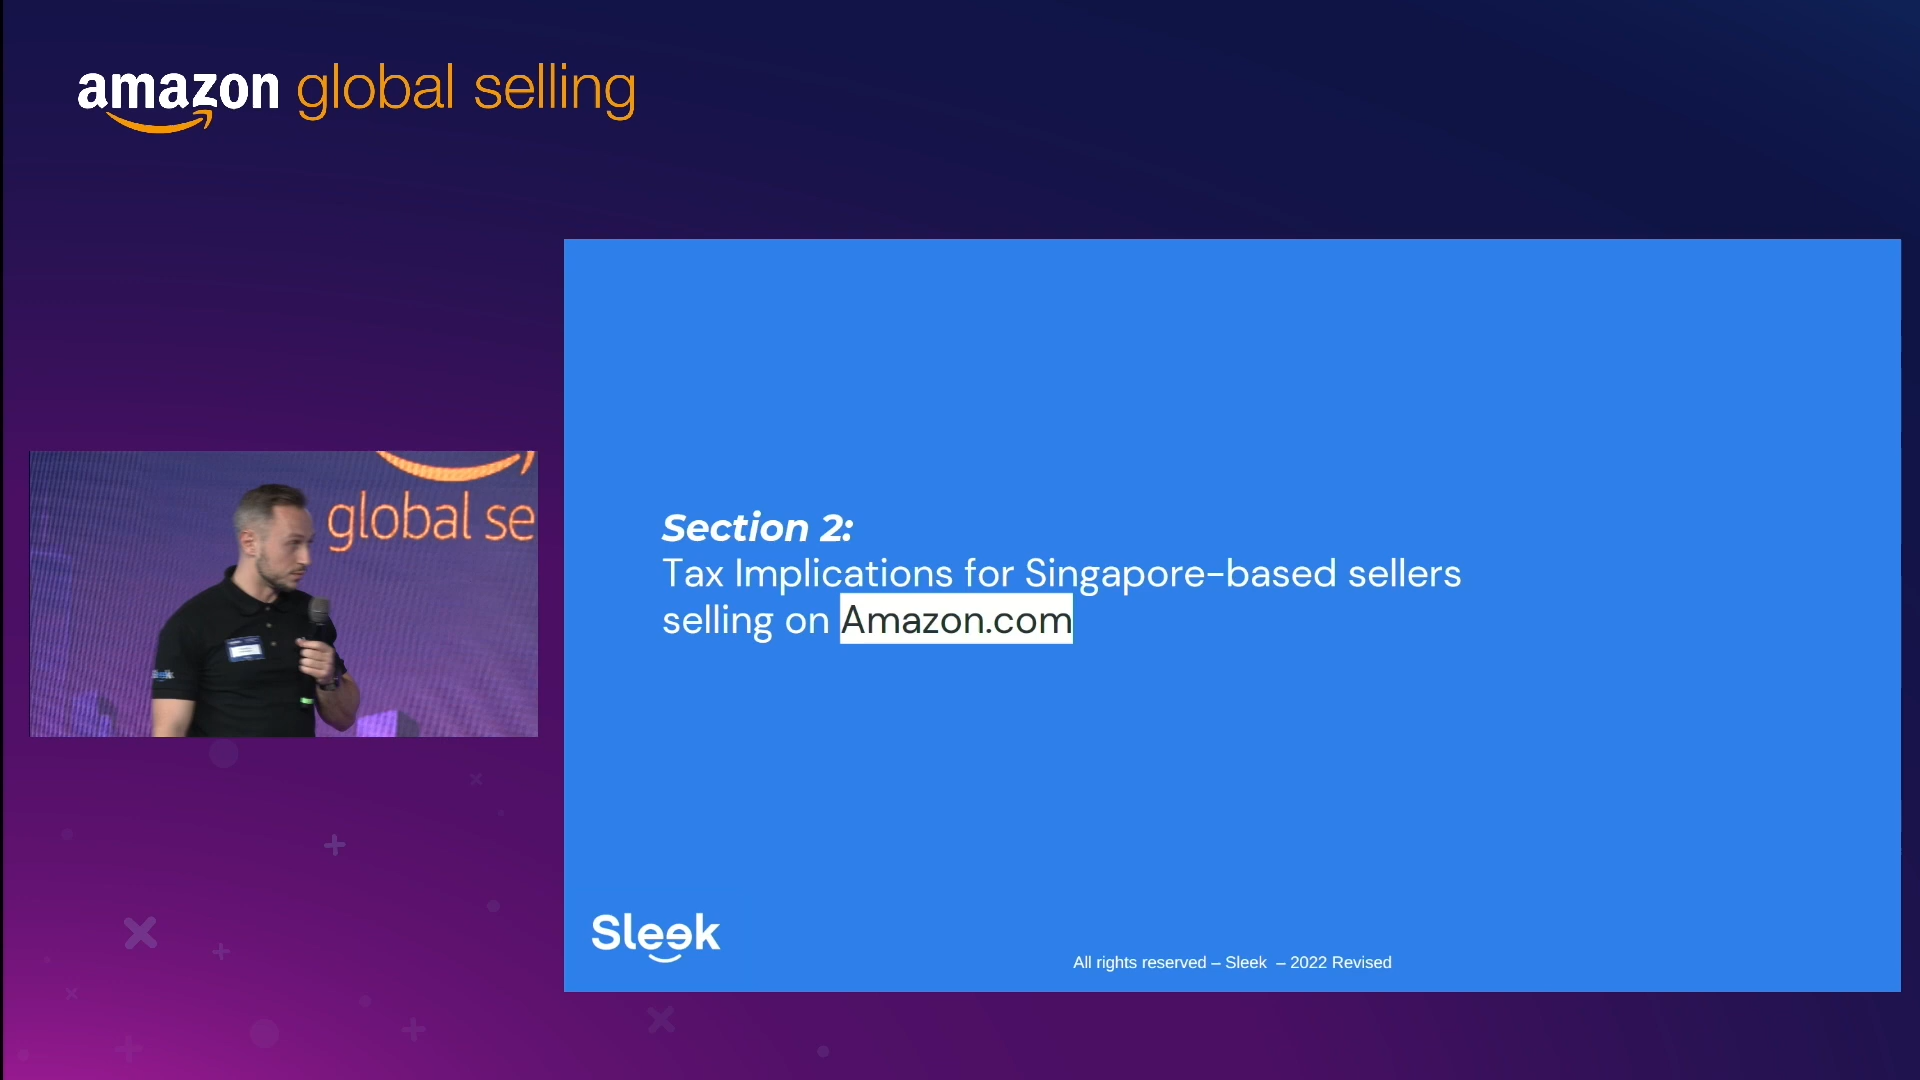 amazon global selling
global se
Section 2:
Tax Implications for Singapore-based sellers
selling on Amazon.com
Sleek
All rights reserved – Sleek – 2022 Revised